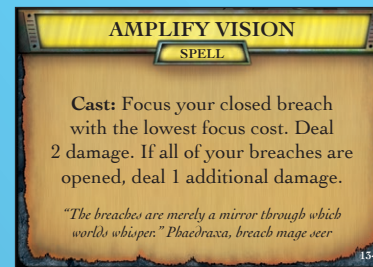 AMPLIFY VISION
SPELL
Cast: Focus your closed breach
with the lowest focus cost. Deal
2 damage. If all of your breaches are
opened, deal 1 additional damage.
“The breaches are merely a mirror through which
worlds whisper.” Phaedraxa, breach mage seer